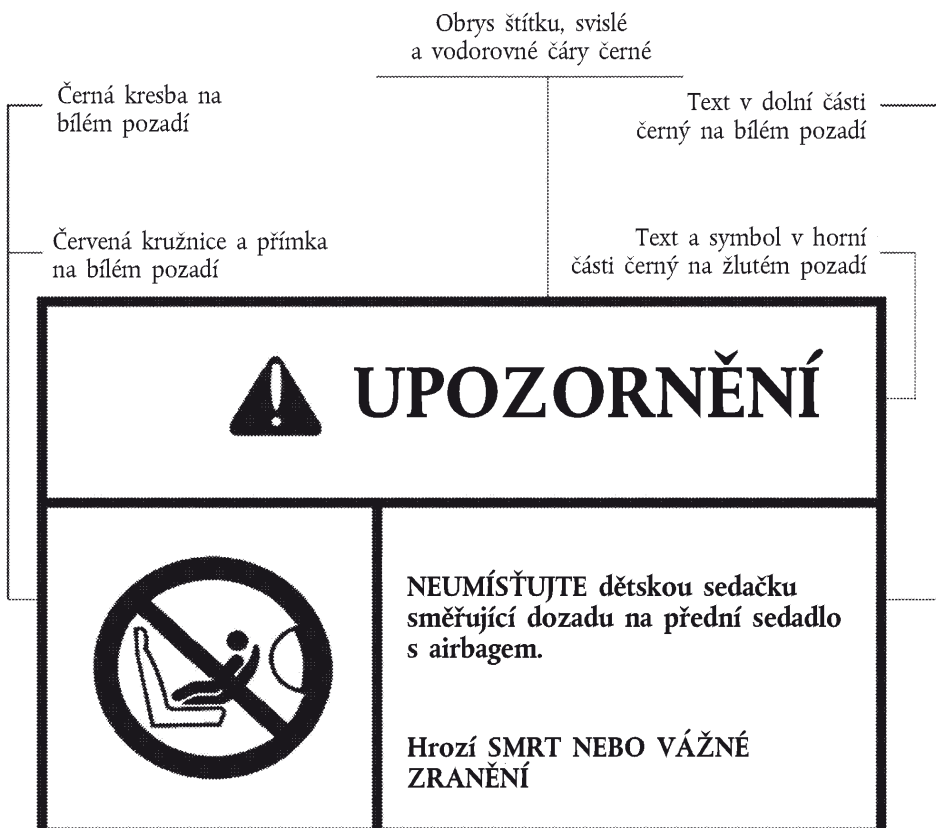 Obrys štítku, svislé
a vodorovné čáry černé
Černá kresba na
bílém pozadí
Text v dolní části
černý na bílém pozadí
Červená kružnice a přímka
na bílém pozadí
Text a symbol v horní
části černý na žlutém pozadí
UPOZORNĚNÍ
NEUMÍSŤUJTE dětskou sedačku
směřující dozadu na přední sedadlo
s airbagem.
Hrozí SMRT NEBO VÁŽNÉ
ZRANĚNÍ